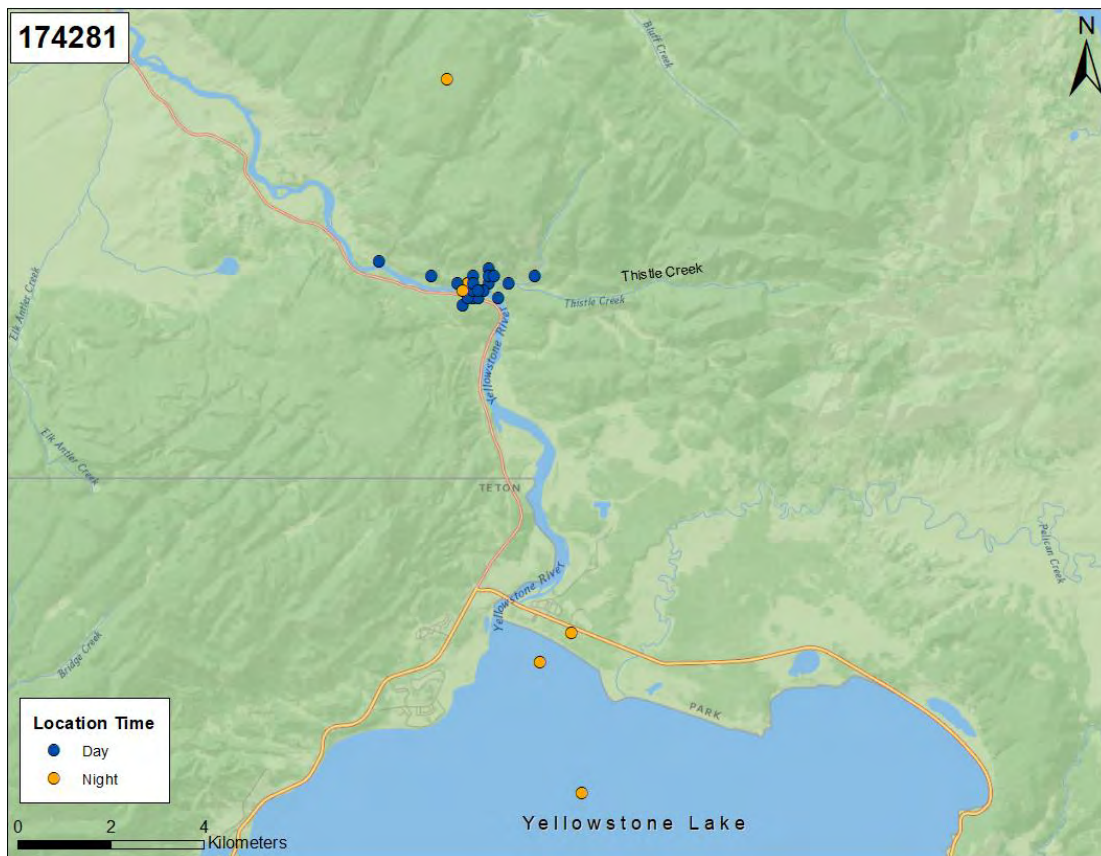 174281
N
Bluff Creek
Elk Antler Creek
Thistle Creek
Thistle Creek
Yellowstone River
Elk Antler Creek
TETON
Pelican Creek
Yellowstone River
Bridge Creek
PARK
Location Time
Day
Night
Yellowstone Lake
0 2 4
Kilometers